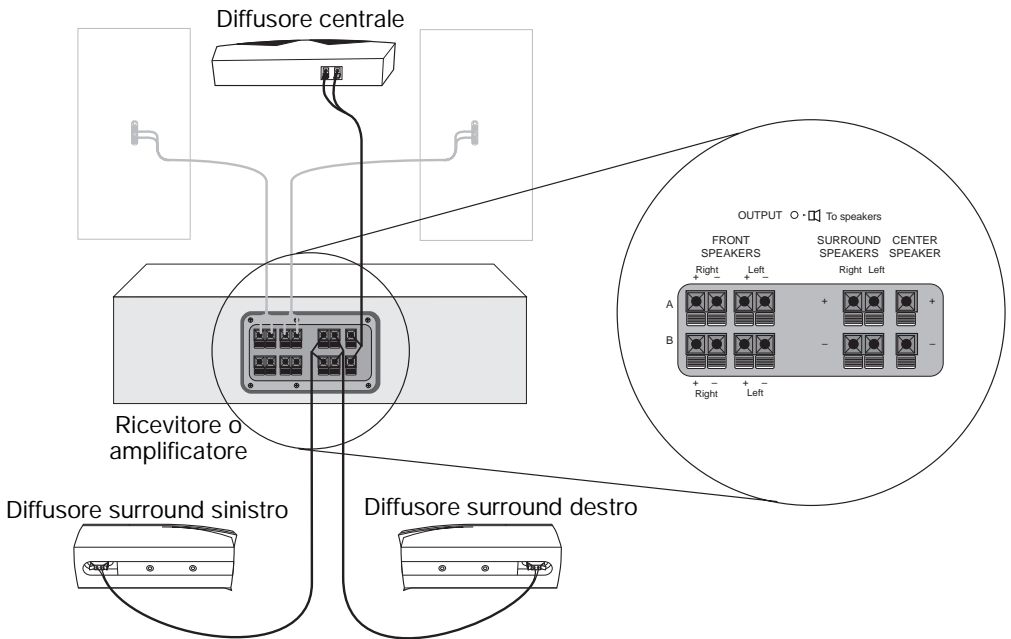 Diffusore centrale
OUTPUT To speakers
FRONT SPEAKERS
SURROUND SPEAKERS
CENTER SPEAKER
Right Left
+ – + –
Right Left
A
+ +
B
– –
+ – + –
Right Left
Ricevitore o
amplificatore
Diffusore surround sinistro
Diffusore surround destro